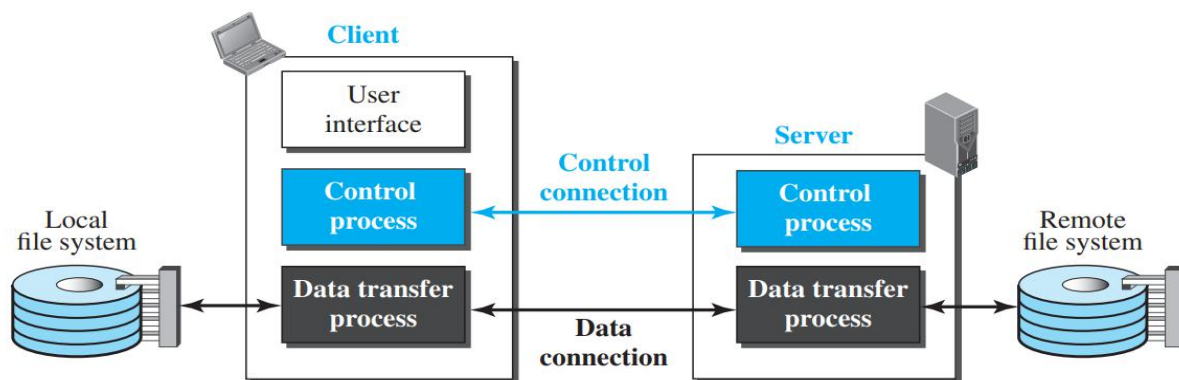 Client
User
interface
Server
Control
connection
Control
process
Control
process
Local
file system
Remote
file system
Data transfer
process
Data transfer
process
Data
connection